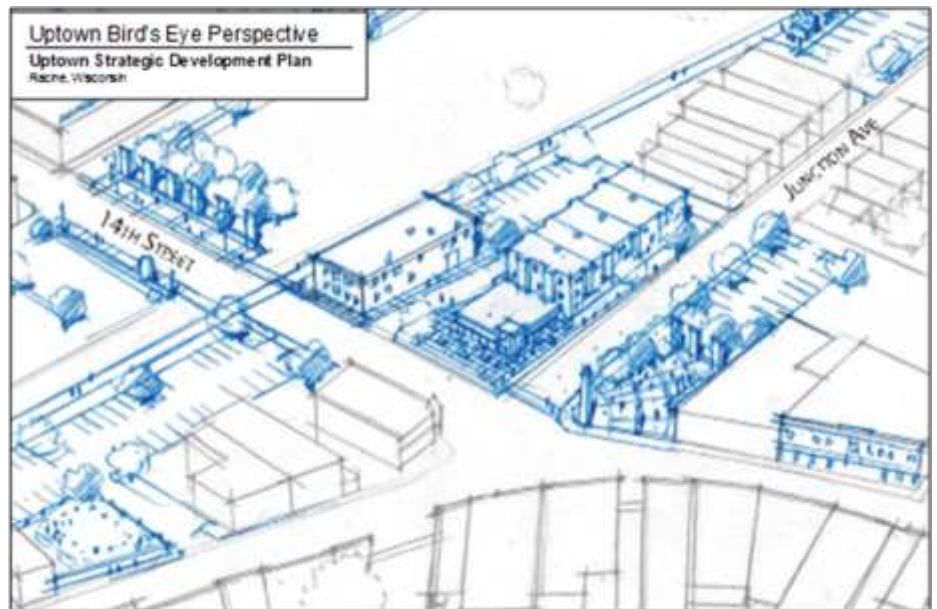 Uptown Bird's Eye Perspective
Uptown Strategic Development Plan
Racine, Wisconsin
14TH STREET
JUNCTION AVE